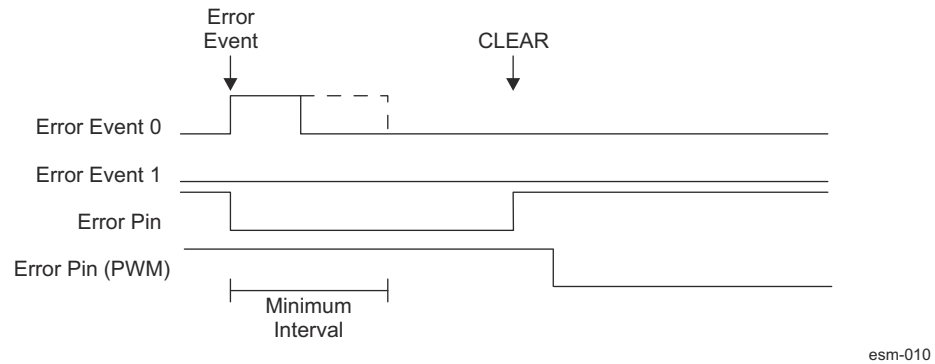 Error
Event
CLEAR
Error Event 0
Error Event 1
Error Pin
Error Pin (PWM)
Minimum
Interval
esm-010